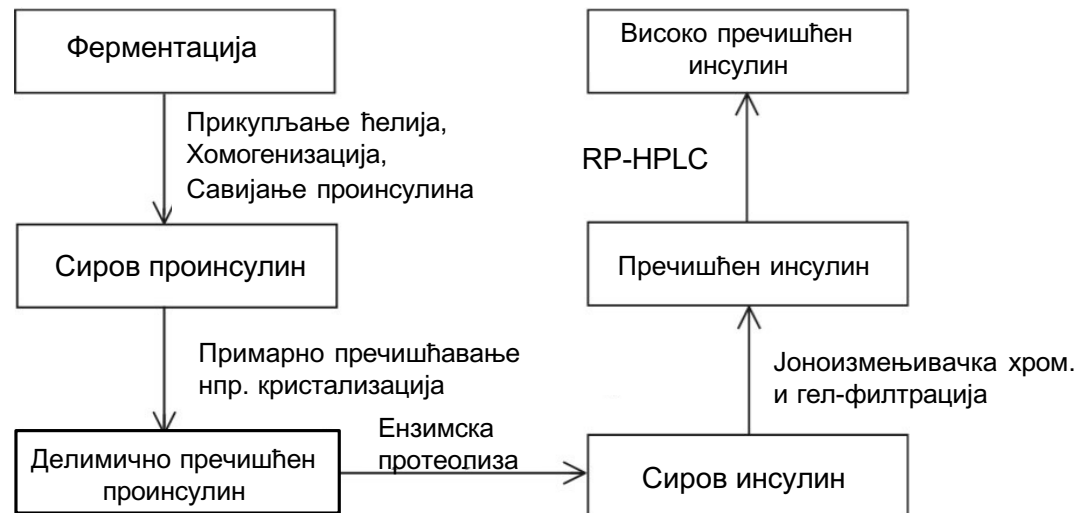 Ферментација
Прикупљање ћелија,
Хомогенизација,
Савијање проинсулина
Сиров проинсулин
Примарно пречишћавање
нпр. кристализација
Делимично пречишћен
проинсулин
Ензимска
протеолиза
Сиров инсулин
Јоноизмењивачка хром.
и гел-филтрација
Пречишћен инсулин
RP-HPLC
Високо пречишћен
инсулин